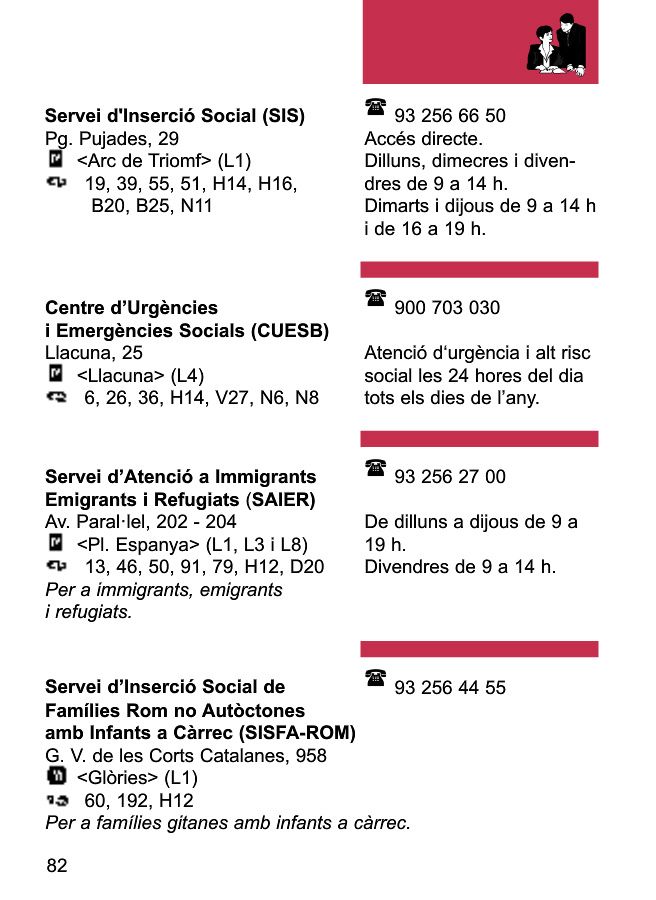 Servei d'Inserció Social (SIS)
Pg. Pujades, 29
<Arc de Triomf> (L1)
19, 39, 55, 51, H14, H16,
B20, B25, N11
93 256 66 50
Accés directe.
Dilluns, dimecres i diven-
dres de 9 a 14 h.
Dimarts i dijous de 9 a 14 h
i de 16 a 19 h.
Centre d’Urgències
i Emergències Socials (CUESB)
Llacuna, 25
<Llacuna> (L4)
6, 26, 36, H14, V27, N6, N8
900 703 030
Atenció d‘urgència i alt risc
social les 24 hores del dia
tots els dies de l’any.
Servei d’Atenció a Immigrants
Emigrants i Refugiats (SAIER)
Av. Paral·lel, 202 - 204
<Pl. Espanya> (L1, L3 i L8)
13, 46, 50, 91, 79, H12, D20
Per a immigrants, emigrants
i refugiats.
93 256 27 00
De dilluns a dijous de 9 a
19 h.
Divendres de 9 a 14 h.
Servei d’Inserció Social de
Famílies Rom no Autòctones
amb Infants a Càrrec (SISFA-ROM)
G. V. de les Corts Catalanes, 958
<Glòries> (L1)
60, 192, H12
Per a famílies gitanes amb infants a càrrec.
93 256 44 55
82